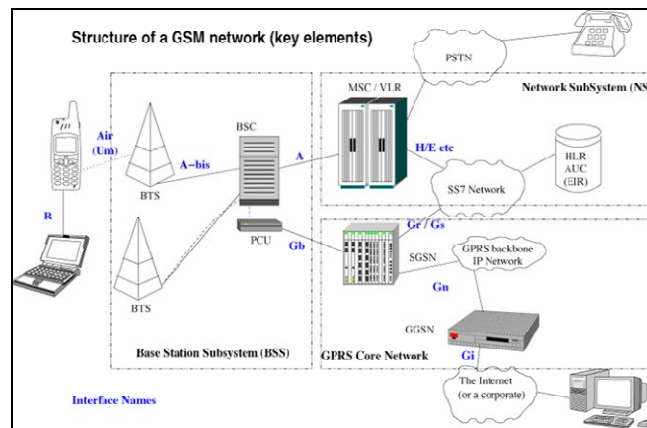 Structure of a GSM network (key elements)
PSTN
MSC / VLR
Network SubSystem (NS
BSC
Air
(Um)
A-bis
A
H/E etc
HLR
AUC
(EIR)
BTS
SS7 Network
R
Gr / Gs
PCU
Gb
SGSN
GPRS backbone
IP Network
Gn
BTS
GGSN
Base Station Subsystem (BSS)
GPRS Core Network
Gi
The Internet
(or a corporate)
Interface Names